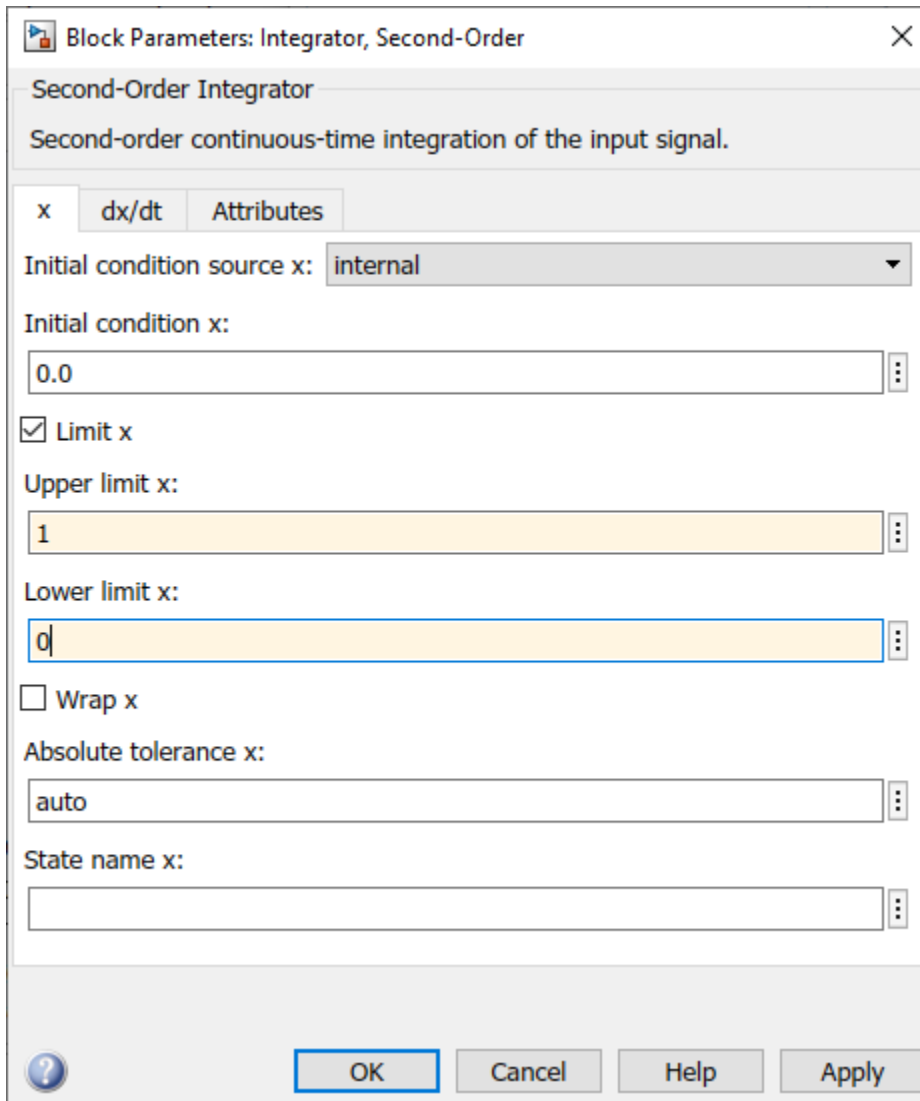 Block Parameters: Integrator, Second-Order
Second-Order Integrator
Second-order continuous-time integration of the input signal.
x dx/dt Attributes
Initial condition source x: internal
Initial condition x:
0.0
Limit x
Upper limit x:
1
Lower limit x:
0
Wrap x
Absolute tolerance x:
auto
State name x:
OK Cancel Help Apply